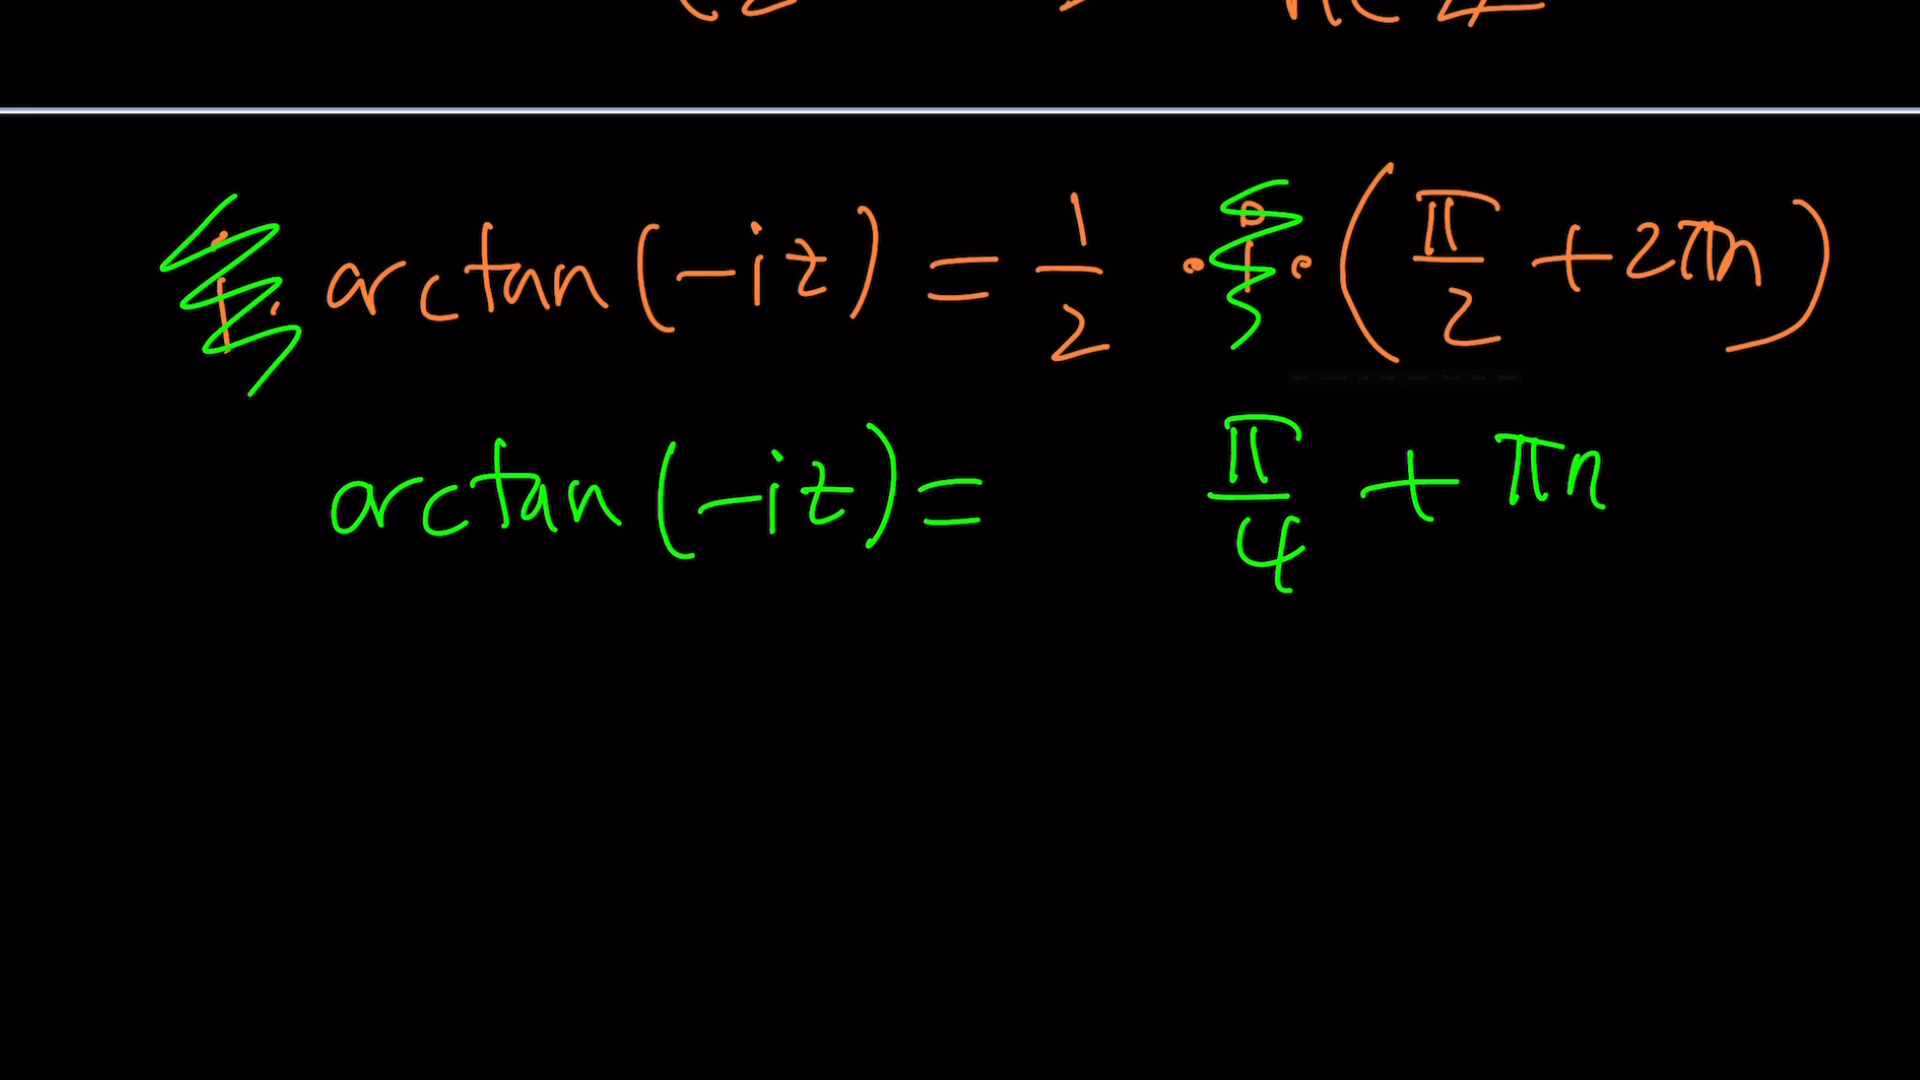 i · arctan(-iz) = 1/2 · i · (π/2 + 2πn)
arctan(-iz) = π/4 + πn